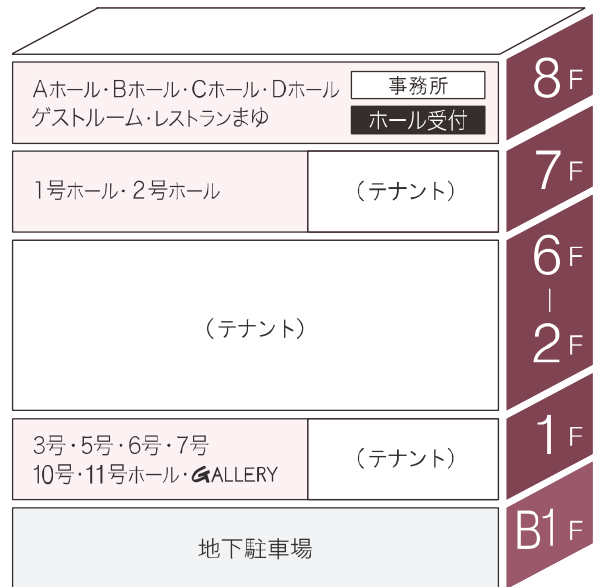 Aホール・Bホール・Cホール・Dホール
ゲストルーム・レストランまゆ
事務所
ホール受付
8F
1号ホール・2号ホール
(テナント)
7F
(テナント)
6F
|
2F
3号・5号・6号・7号
10号・11号ホール・GALLERY
(テナント)
1F
地下駐車場
B1F